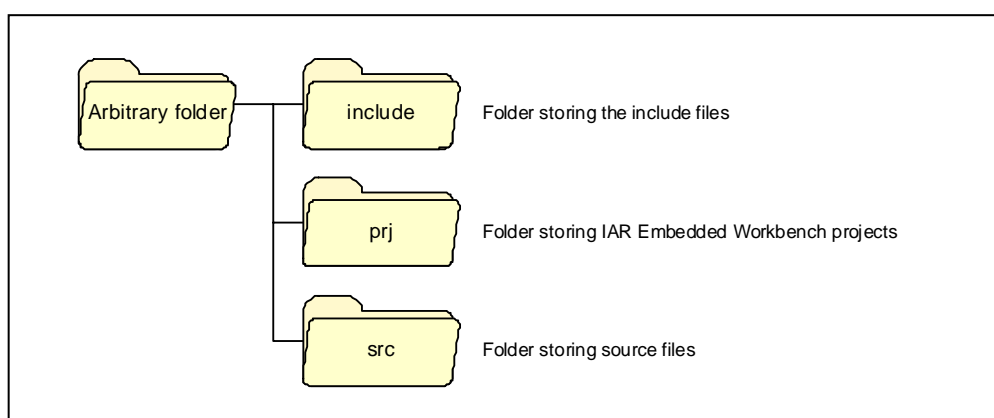 Arbitrary folder
include
Folder storing the include files
prj
Folder storing IAR Embedded Workbench projects
src
Folder storing source files